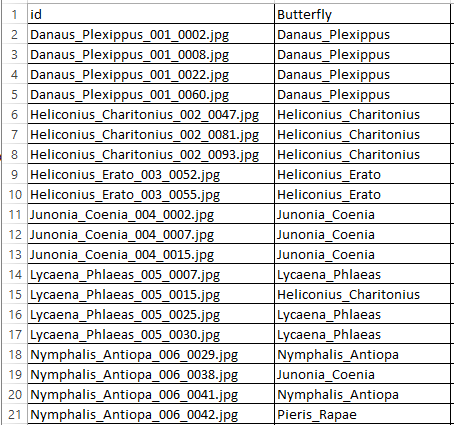 1 id Butterfly
2 Danaus_Plexippus_001_0002.jpg Danaus_Plexippus
3 Danaus_Plexippus_001_0008.jpg Danaus_Plexippus
4 Danaus_Plexippus_001_0022.jpg Danaus_Plexippus
5 Danaus_Plexippus_001_0060.jpg Danaus_Plexippus
6 Heliconius_Charitonius_002_0047.jpg Heliconius_Charitonius
7 Heliconius_Charitonius_002_0081.jpg Heliconius_Charitonius
8 Heliconius_Charitonius_002_0093.jpg Heliconius_Charitonius
9 Heliconius_Erato_003_0052.jpg Heliconius_Erato
10 Heliconius_Erato_003_0055.jpg Heliconius_Erato
11 Junonia_Coenia_004_0002.jpg Junonia_Coenia
12 Junonia_Coenia_004_0007.jpg Junonia_Coenia
13 Junonia_Coenia_004_0015.jpg Junonia_Coenia
14 Lycaena_Phlaeas_005_0007.jpg Lycaena_Phlaeas
15 Lycaena_Phlaeas_005_0015.jpg Heliconius_Charitonius
16 Lycaena_Phlaeas_005_0025.jpg Lycaena_Phlaeas
17 Lycaena_Phlaeas_005_0030.jpg Lycaena_Phlaeas
18 Nymphalis_Antiopa_006_0029.jpg Nymphalis_Antiopa
19 Nymphalis_Antiopa_006_0038.jpg Junonia_Coenia
20 Nymphalis_Antiopa_006_0041.jpg Nymphalis_Antiopa
21 Nymphalis_Antiopa_006_0042.jpg Pieris_Rapae